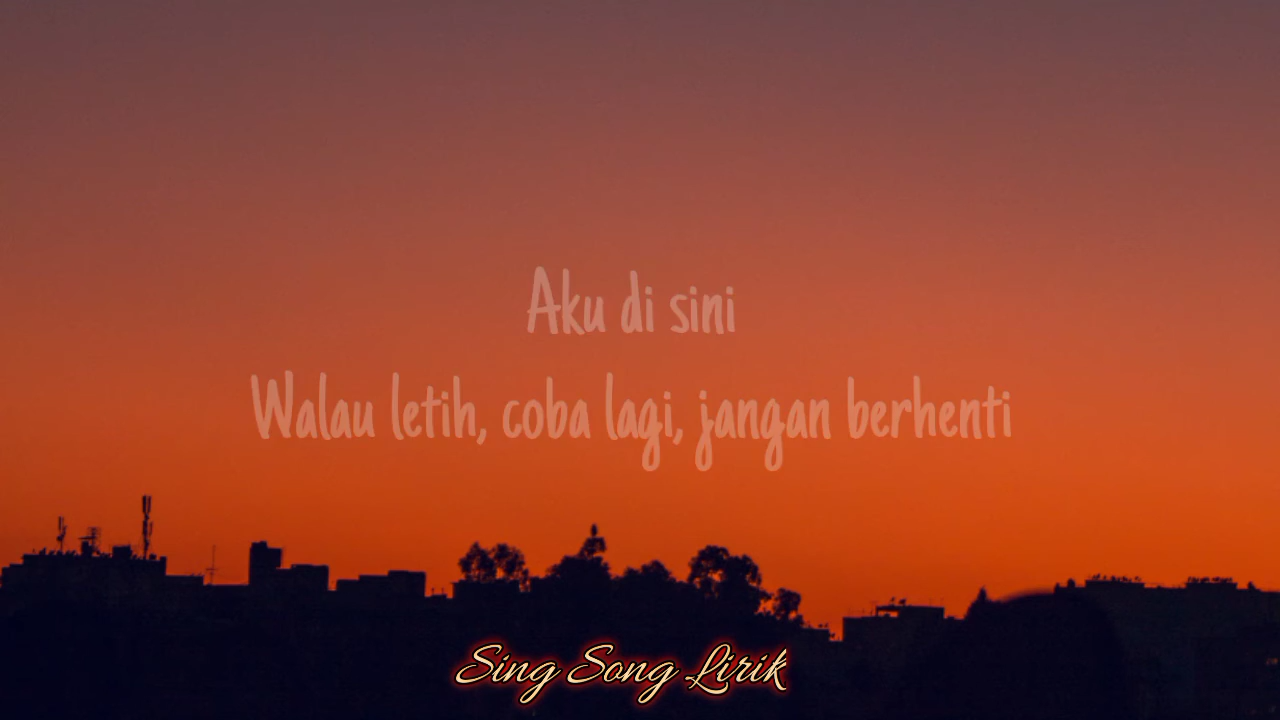 Aku di sini
Walau letih, coba lagi, jangan berhenti
Sing Song Lirik